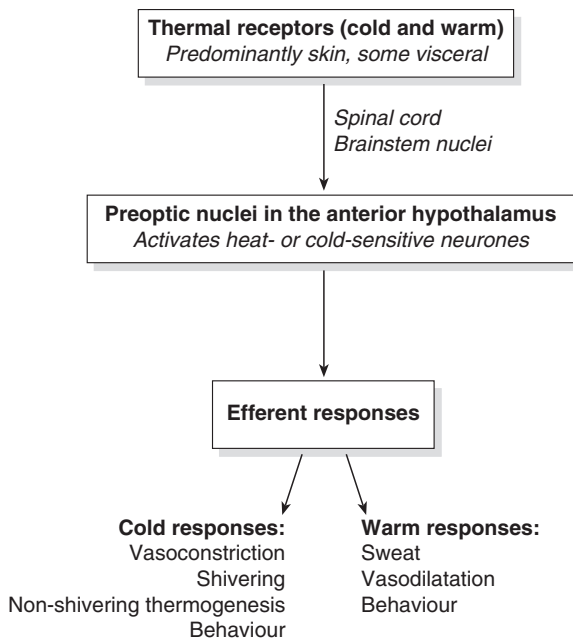 Thermal receptors (cold and warm)
Predominantly skin, some visceral
Spinal cord
Brainstem nuclei
Preoptic nuclei in the anterior hypothalamus
Activates heat- or cold-sensitive neurones
Efferent responses
Cold responses:
Vasoconstriction
Shivering
Non-shivering thermogenesis
Behaviour
Warm responses:
Sweat
Vasodilatation
Behaviour